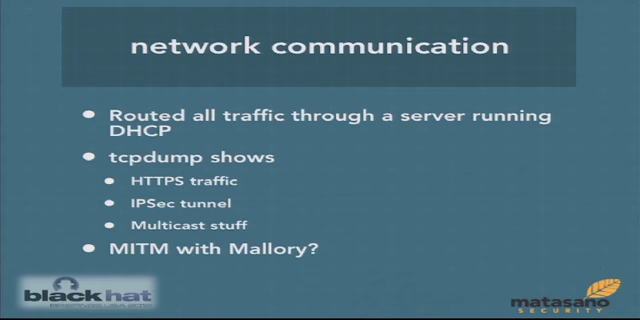 network communication
Routed all traffic through a server running
DHCP
tcpdump shows
HTTPS traffic
IPSec tunnel
Multicast stuff
MITM with Mallory?
black hat
matasano
SECURITY